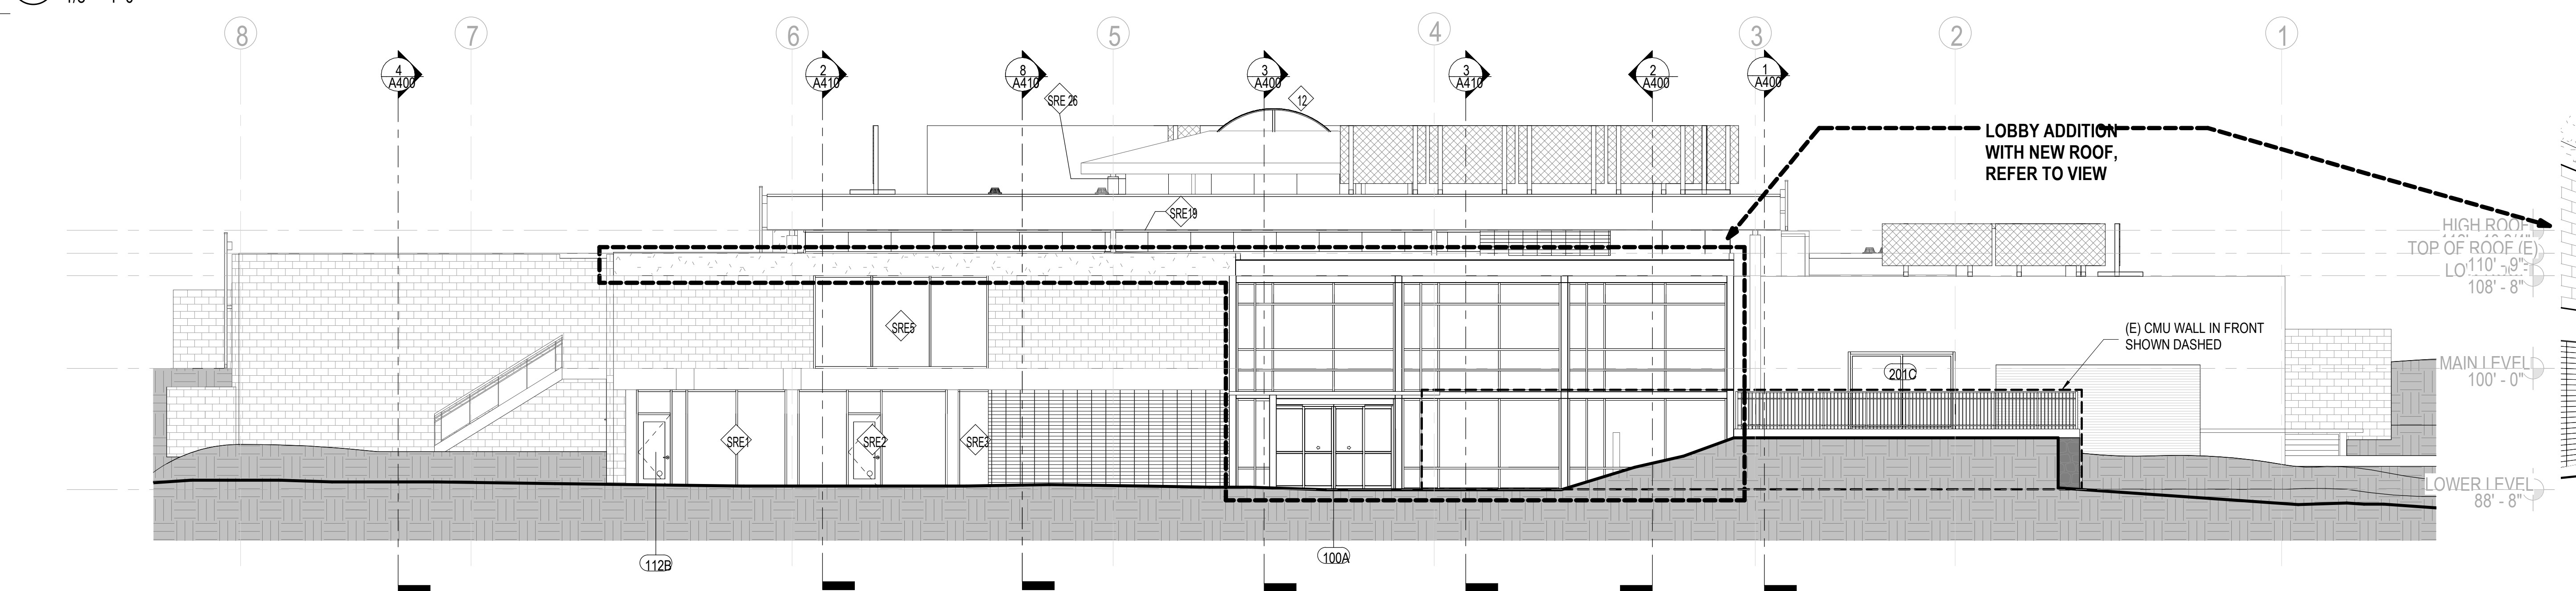 8
7
6
5
4
3
2
1
4
A400
2
A410
8
A410
3
A400
3
A410
2
A400
1
A400
SRE 26
12
LOBBY ADDITION
WITH NEW ROOF,
REFER TO VIEW
SRE19
HIGH ROOF
TOP OF ROOF (E)
110' - 9"
108' - 8"
SRE5
(E) CMU WALL IN FRONT
SHOWN DASHED
MAIN LEVEL
100' - 0"
201C
SRE1
SRE2
SRE3
LOWER LEVEL
88' - 8"
112B
100A